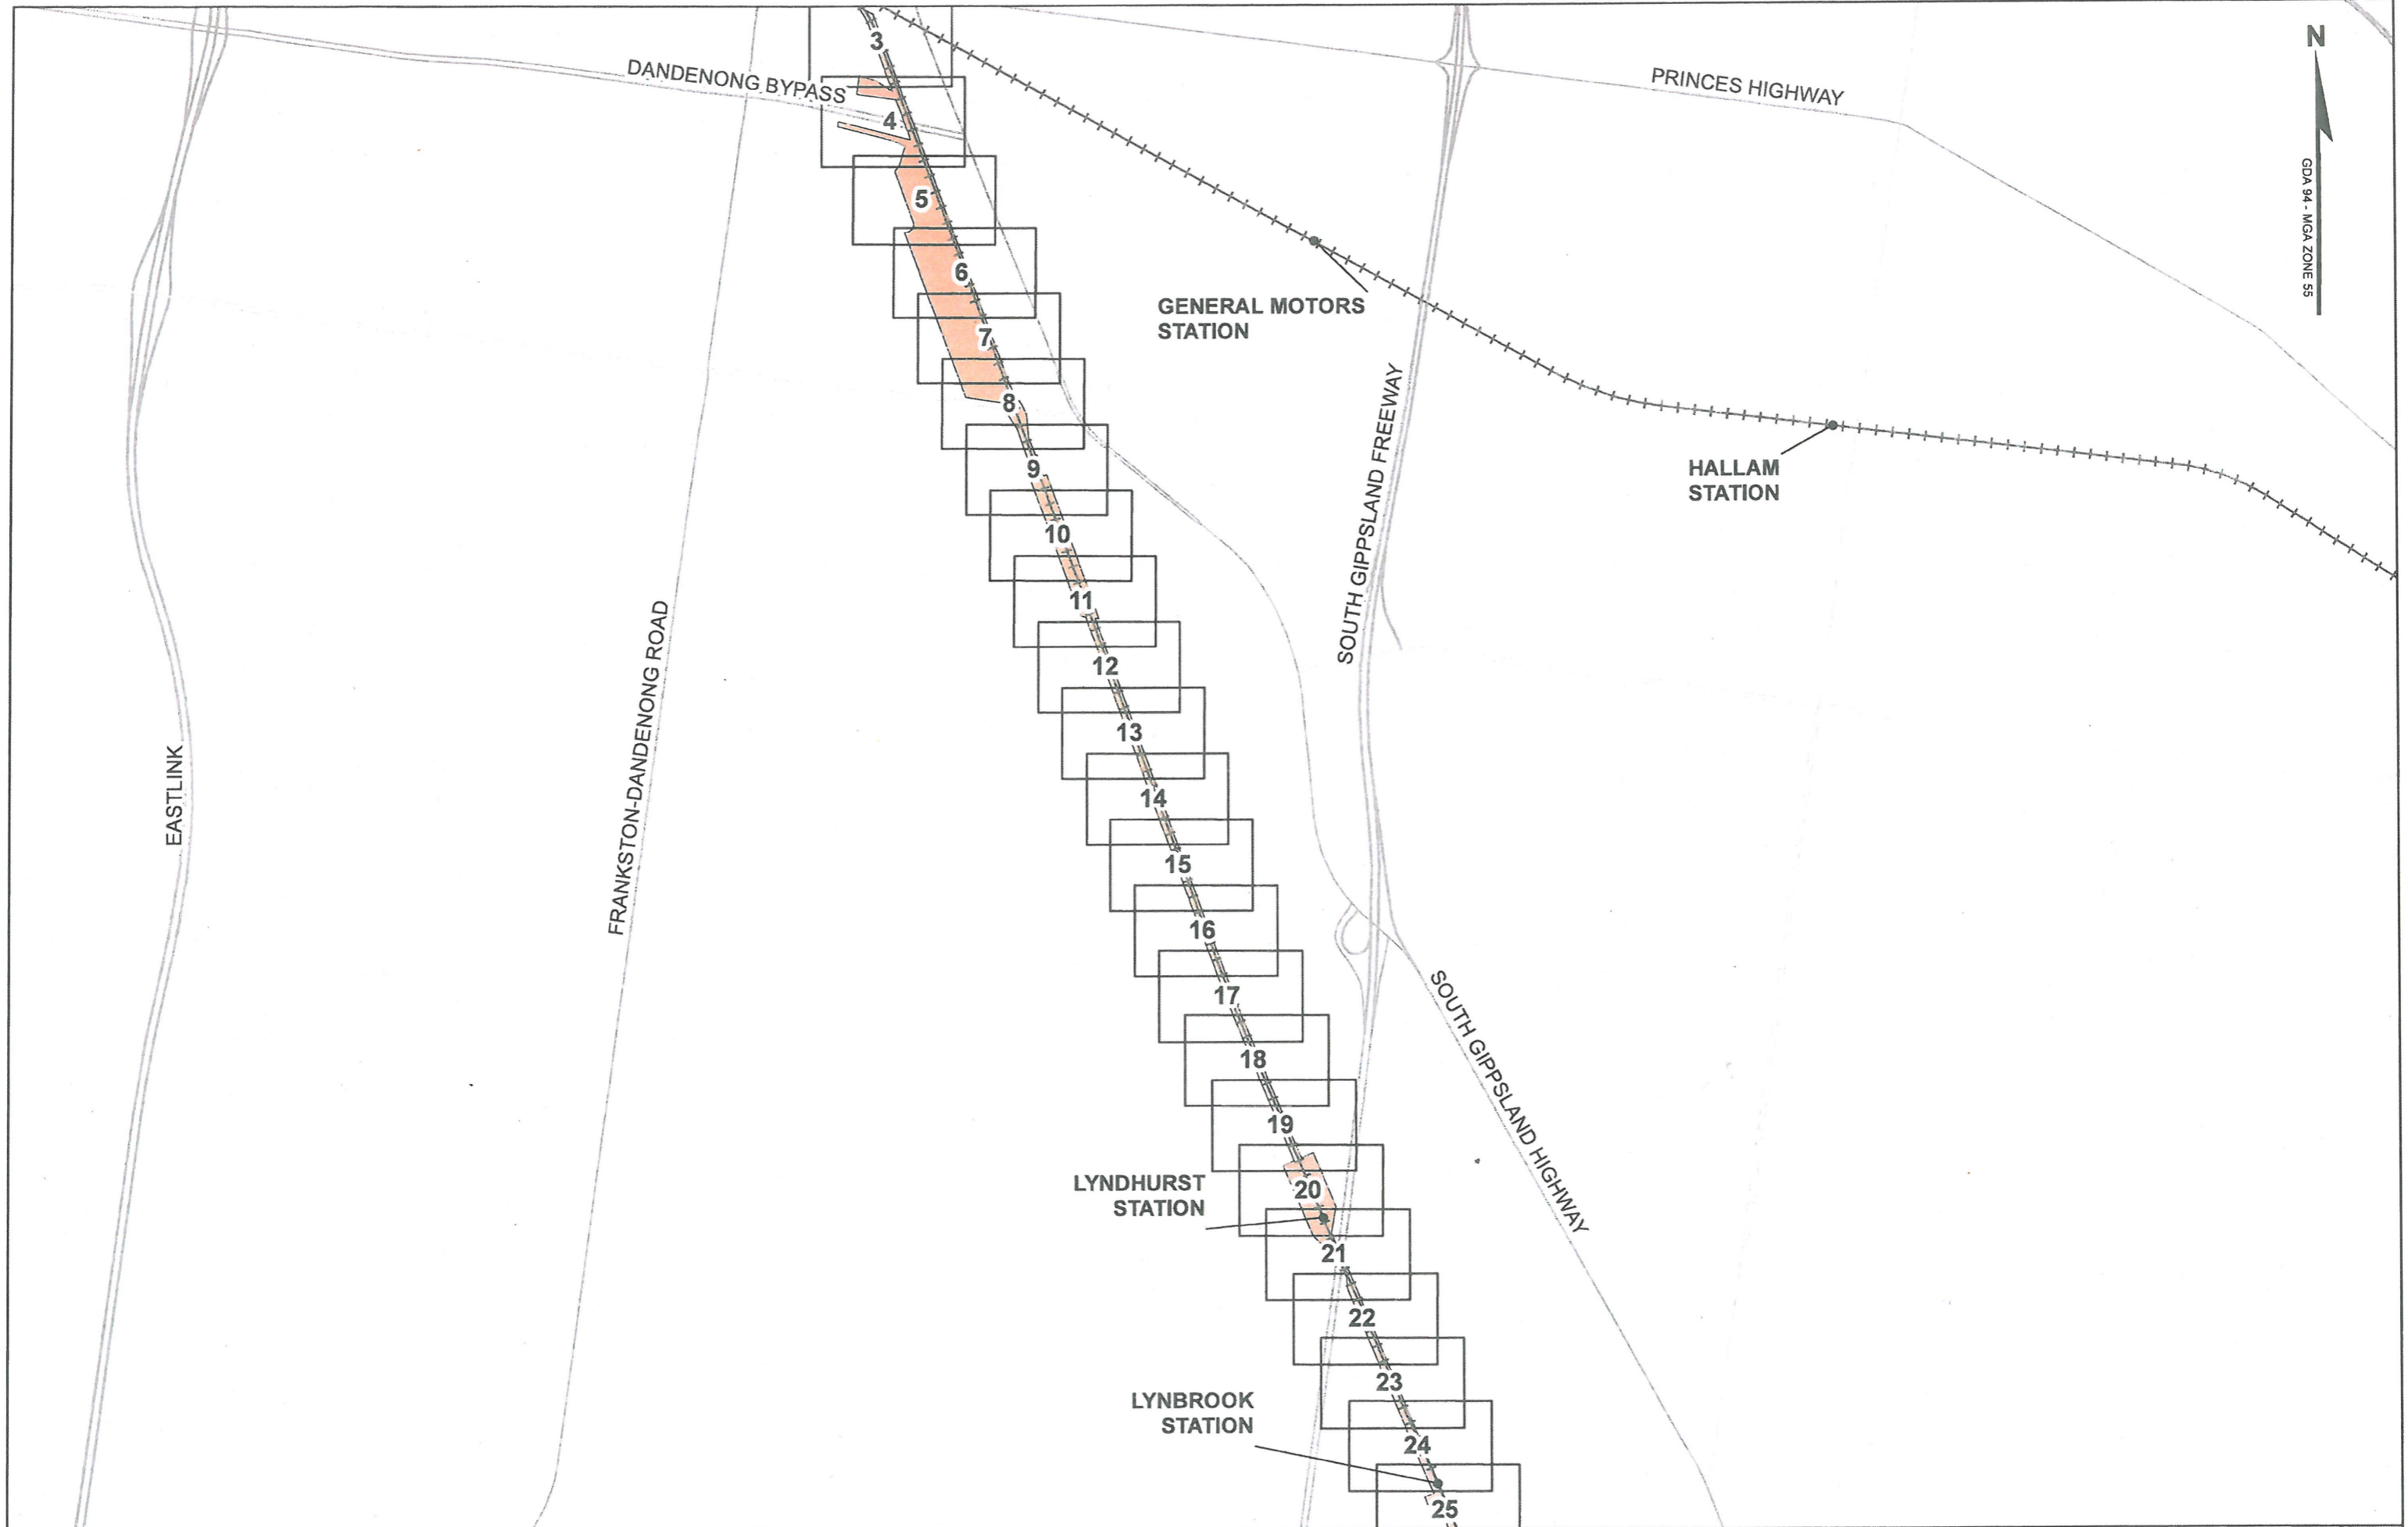 3
N
DANDENONG BYPASS
PRINCES HIGHWAY
4
GDA 94 - MGA ZONE 55
5
6
GENERAL MOTORS
STATION
7
8
SOUTH GIPPSLAND FREEWAY
HALLAM
STATION
9
10
11
12
FRANKSTON-DANDENONG ROAD
13
EASTLINK
14
15
16
17
SOUTH GIPPSLAND HIGHWAY
18
19
LYNDHURST
STATION
20
21
22
23
LYNBROOK
STATION
24
25